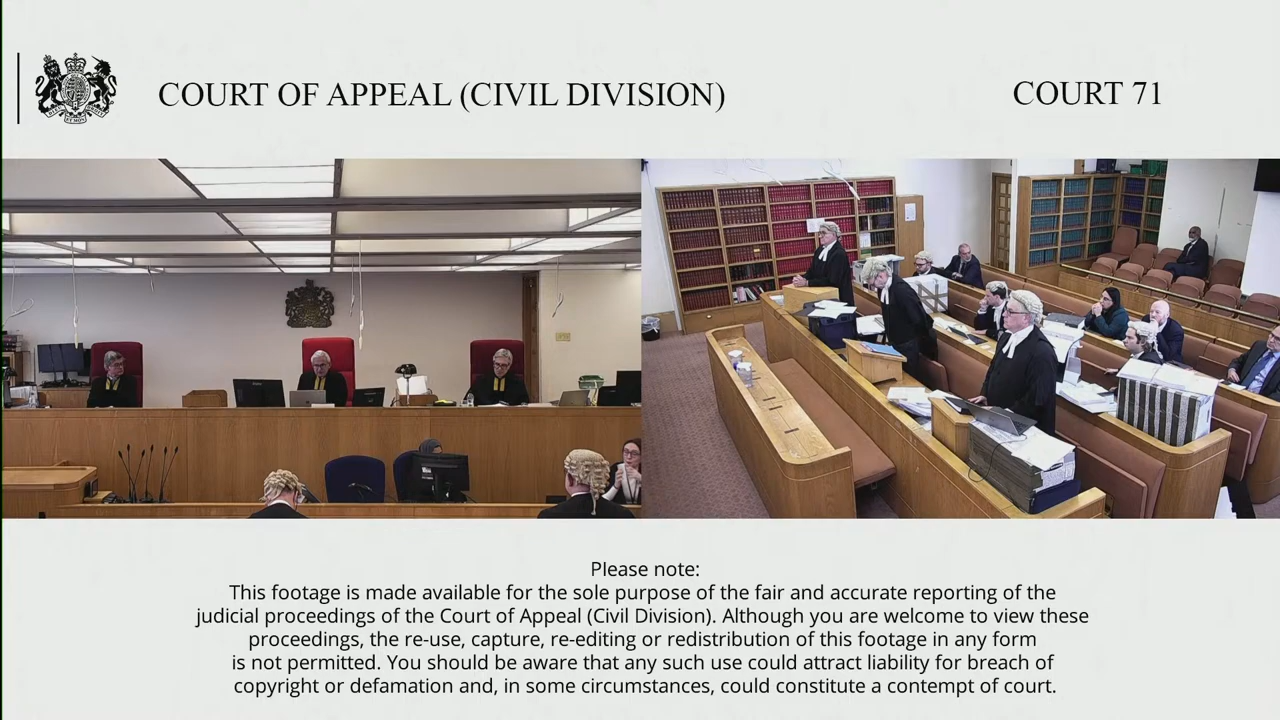 COURT OF APPEAL (CIVIL DIVISION)
COURT 71
Please note:
This footage is made available for the sole purpose of the fair and accurate reporting of the
judicial proceedings of the Court of Appeal (Civil Division). Although you are welcome to view these
proceedings, the re-use, capture, re-editing or redistribution of this footage in any form
is not permitted. You should be aware that any such use could attract liability for breach of
copyright or defamation and, in some circumstances, could constitute a contempt of court.